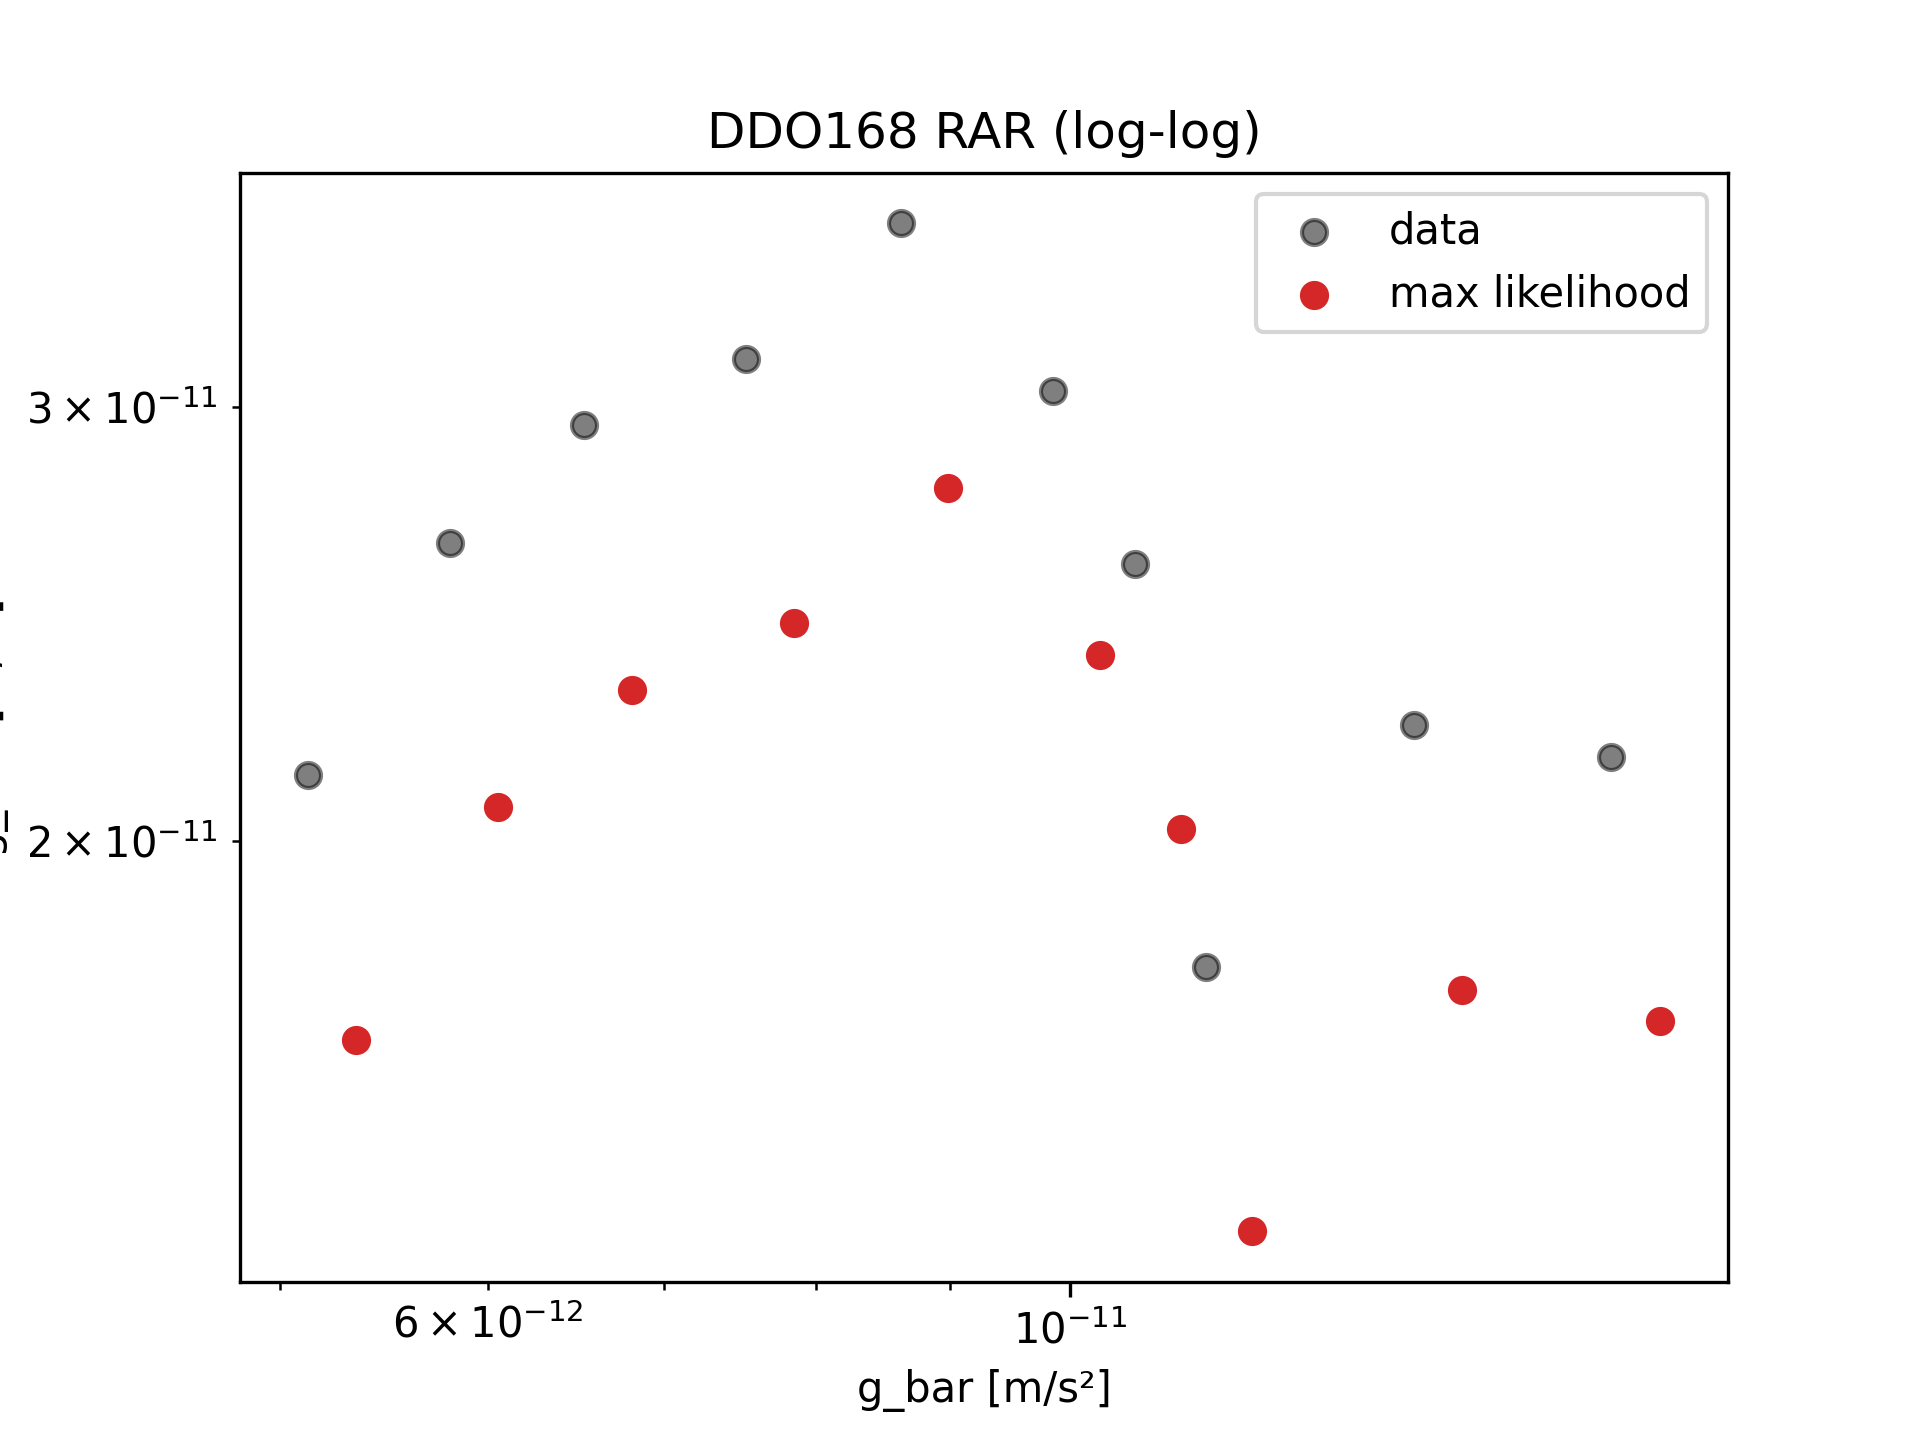 DDO168 RAR (log-log)
data
max likelihood
3 × 10⁻¹¹
2 × 10⁻¹¹
6 × 10⁻¹²
10⁻¹¹
g_bar [m/s²]